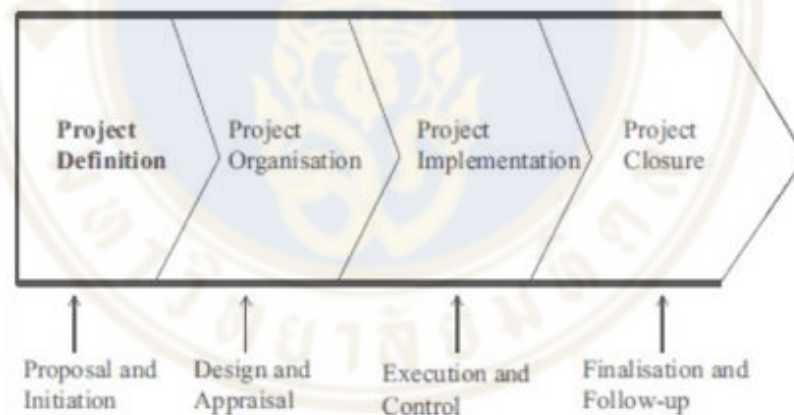 Project
Definition
Project
Organisation
Project
Implementation
Project
Closure
Proposal and
Initiation
Design and
Appraisal
Execution and
Control
Finalisation and
Follow-up